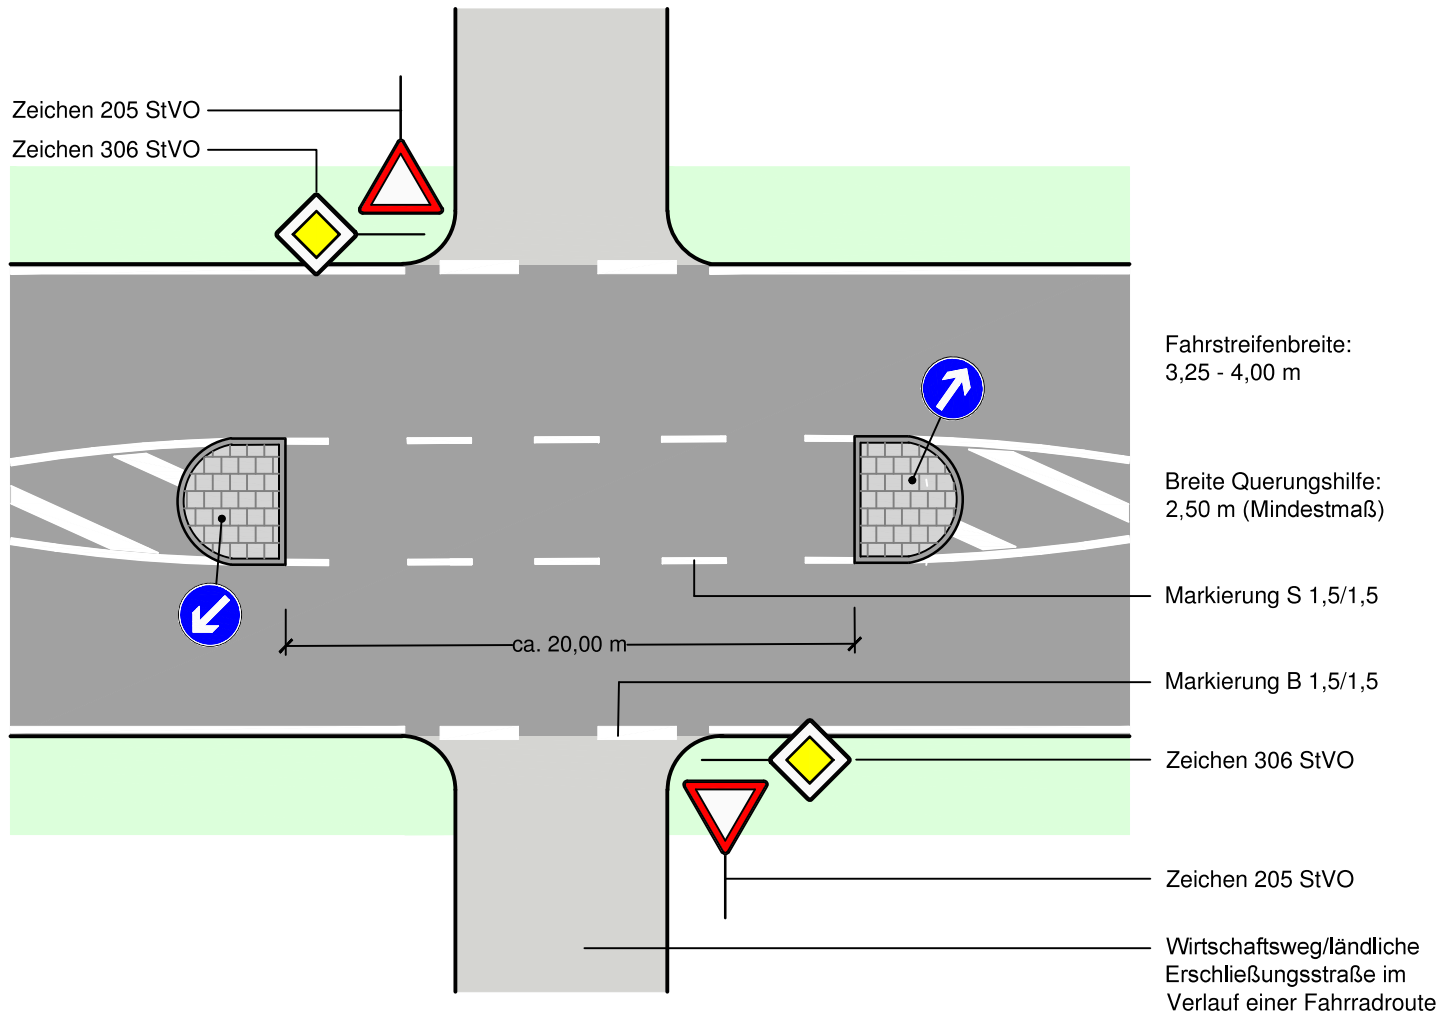 Zeichen 205 StVO
Zeichen 306 StVO
Fahrstreifenbreite:
3,25 - 4,00 m
Breite Querungshilfe:
2,50 m (Mindestmaß)
Markierung S 1,5/1,5
ca. 20,00 m
Markierung B 1,5/1,5
Zeichen 306 StVO
Zeichen 205 StVO
Wirtschaftsweg/ländliche
Erschließungsstraße im
Verlauf einer Fahrradroute